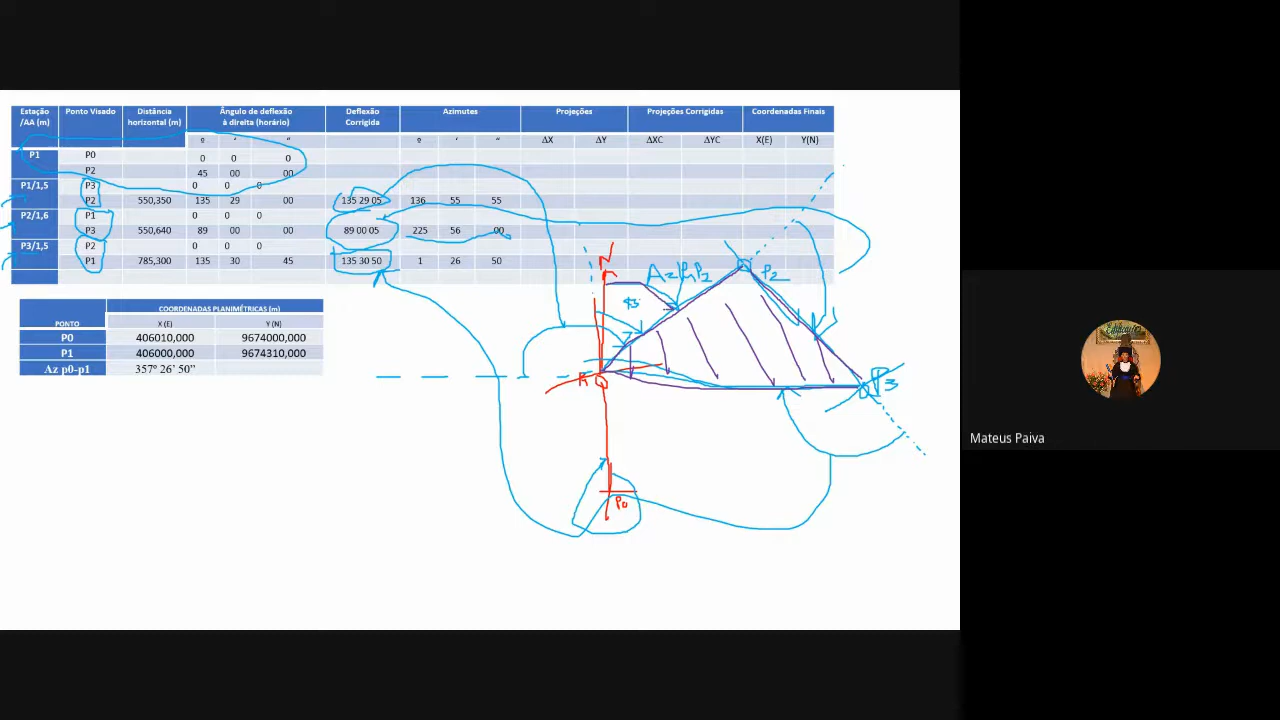 Estação /AA (m) Ponto Visado Distância horizontal (m) Ângulo de deflexão à direita (horário) Deflexão Corrigida Azimutes Projeções Projeções Corrigidas Coordenadas Finais
º ‘ “ º ‘ “ ΔX ΔY ΔXC ΔYC X(E) Y(N)
P1 P0 0 0 0
P2 45 00 00
P1/1,5 P3 0 0 0
P2 550,350 135 29 00 135 29 05 136 55 55
P2/1,6 P1 0 0 0
P3 550,640 89 00 00 89 00 05 225 56 00
P3/1,5 P2 0 0 0
P1 785,300 135 30 45 135 30 50 1 26 50
PONTO COORDENADAS PLANIMÉTRICAS (m)
X (E) Y (N)
P0 406010,000 9674000,000
P1 406000,000 9674310,000
Az p0-p1 357º 26' 50”
N
Az P1P2
P2
45
P1
P3
P0
Mateus Paiva